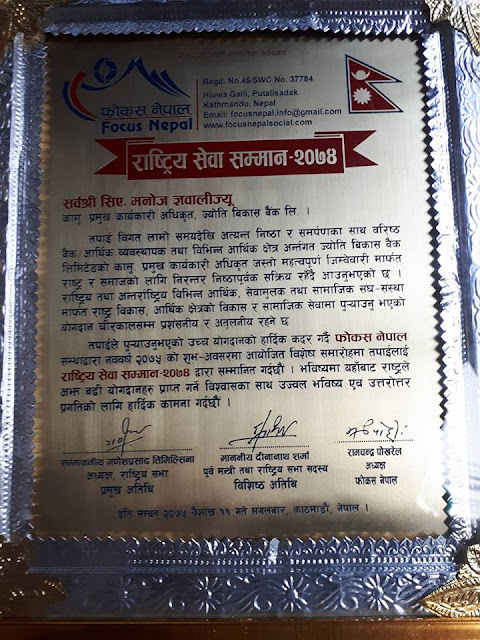 फोकस नेपाल
Focus Nepal
Regd. No.45/SWC No. 37784
Hiuwa Galli, Putalisadak
Kathmandu, Nepal
Email: focusnepal.info@gmail.com
www.focusnepalsocial.com
राष्ट्रिय सेवा सम्मान-२०७४
सर्वश्री सिए. मनोज ज्ञवालीज्यू
कामु प्रमुख कार्यकारी अधिकृत, ज्योति बिकास बैंक लि. ।
तपाई विगत लामो समयदेखि अत्यन्त निष्ठा र समर्पणका साथ वरिष्ठ
बैंक/आर्थिक व्यवस्थापक तथा विभिन्न आर्थिक क्षेत्र अन्तर्गत ज्योति बिकास बैंक
लिमिटेडको कामु. प्रमुख कार्यकारी अधिकृत जस्तो महत्वपूर्ण जिम्मेवारी मार्फत
राष्ट्र र समाजको लागि निरन्तर निष्ठापूर्वक सक्रिय रहँदै आउनुभएको छ ।
राष्ट्रिय तथा अन्तराष्ट्रिय विभिन्न आर्थिक, सेवामुलक तथा सामाजिक संघ-संस्था
मार्फत राष्ट्र विकास, आर्थिक क्षेत्रको विकास र सामाजिक सेवामा पुर्‍याउनु भएको
योगदान चीरकालसम्म प्रशंसनीय र अतुलनीय रहने छ
तपाईले पुर्‍याउनुभएको उच्च योगदानको हार्दिक कदर गर्दै फोकस नेपाल
संस्थाद्वारा नववर्ष २०७५ को शुभ-अवसरमा आयोजित विशेष समारोहमा तपाईलाई
राष्ट्रिय सेवा सम्मान-२०७४ द्वारा सम्मानित गर्दछौं । भविष्यमा यहाँबाट राष्ट्रले
अझ बढी योगदानहरु प्राप्त गर्न विश्वासका साथ उज्वल भविष्य एवं उत्तरोत्तर
प्रगतिको लागि हार्दिक कामना गर्दछौं ।
सम्माननीय गणेशप्रसाद तिमिल्सिना
अध्यक्ष, राष्ट्रिय सभा
प्रमुख अतिथि
माननीय दीनानाथ शर्मा
पूर्व मन्त्री तथा राष्ट्रिय सभा सदस्य
विशिष्ठ अतिथि
रामचन्द्र पोखरेल
अध्यक्ष
फोकस नेपाल
इति सम्बत् २०७५ बैशाख ११ गते मंगलबार, काठमाडौं, नेपाल ।